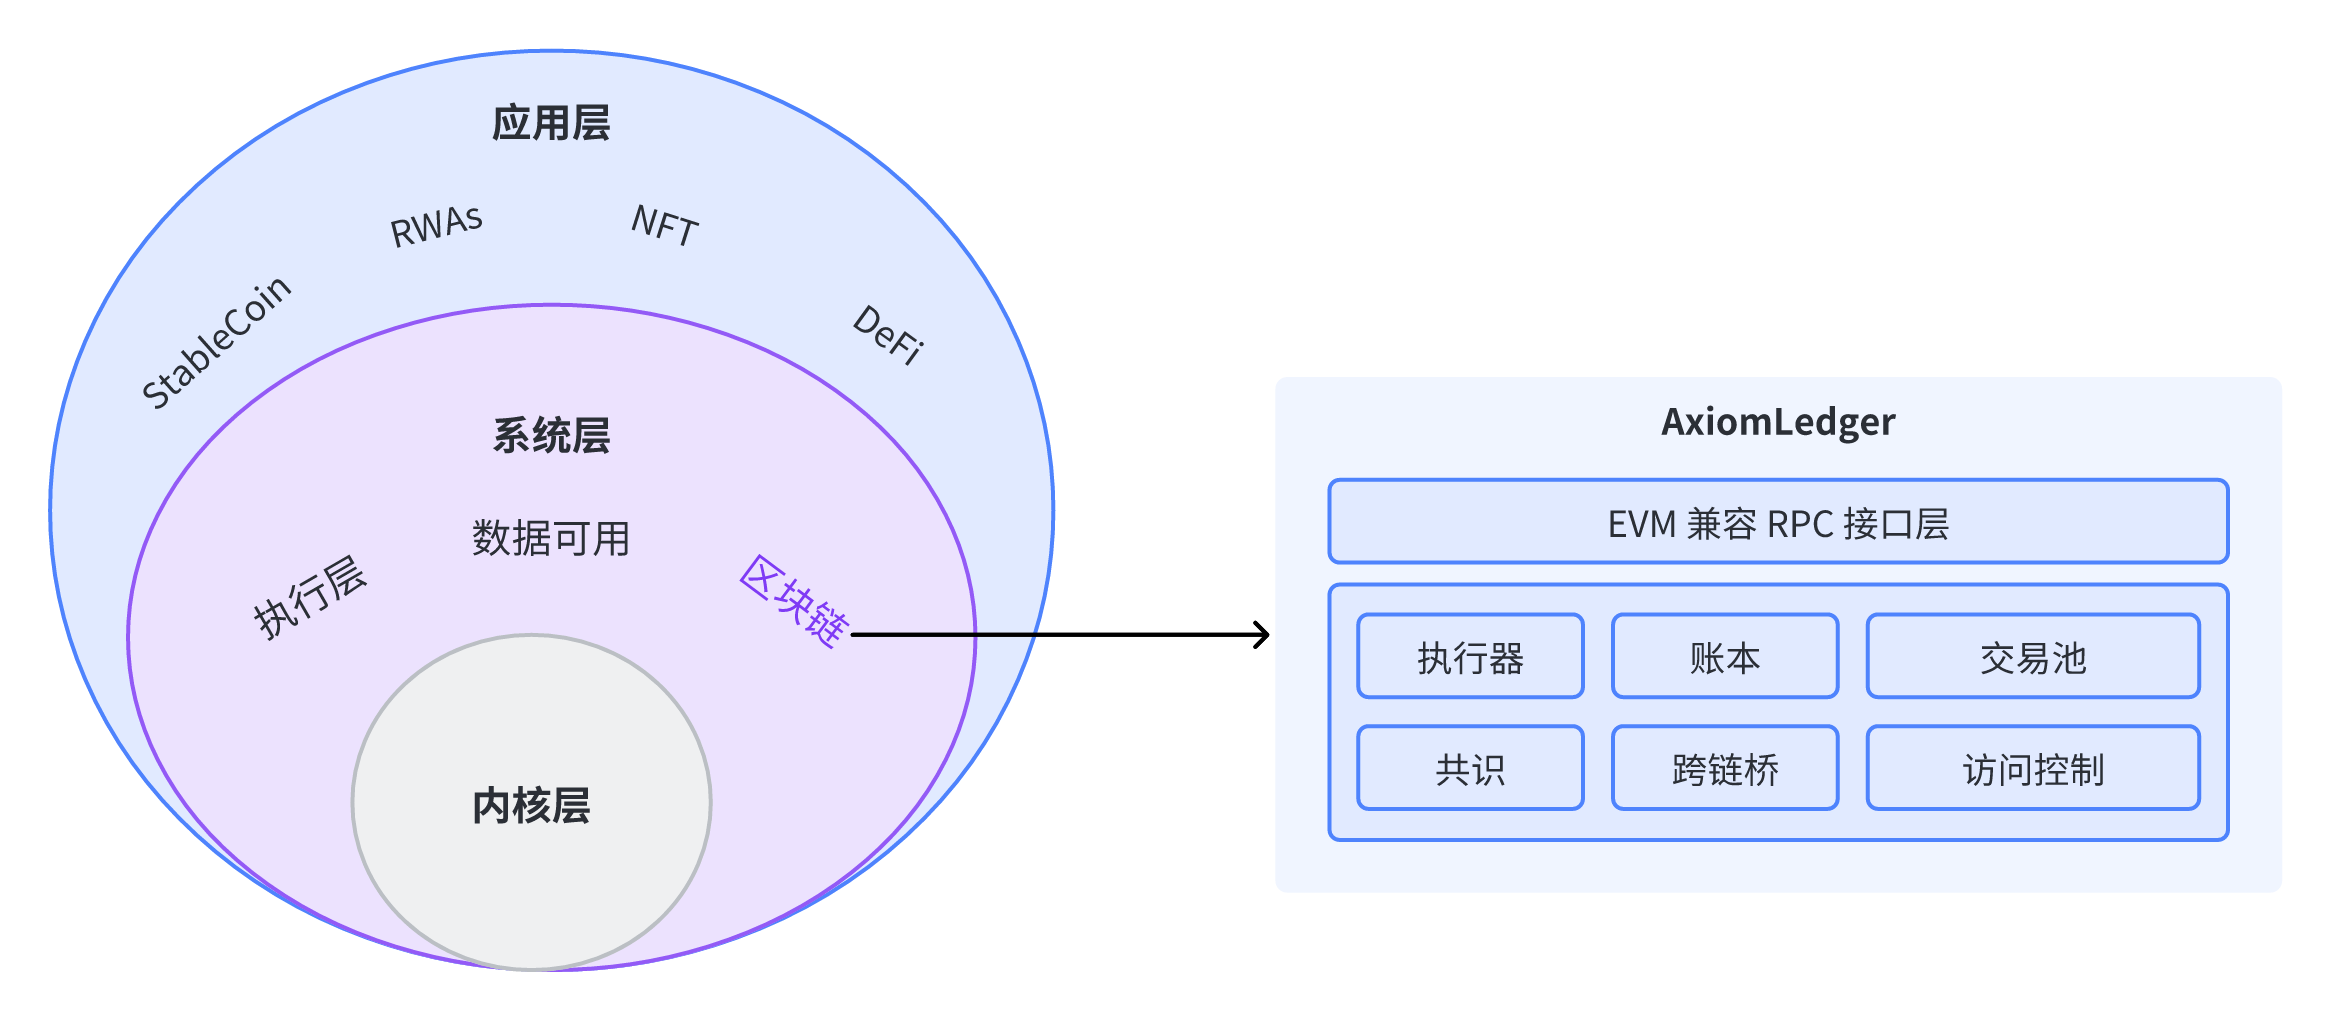 应用层
RWAs
NFT
StableCoin
DeFi
系统层
数据可用
执行层
区块链
内核层
AxiomLedger
EVM 兼容 RPC 接口层
执行器
账本
交易池
共识
跨链桥
访问控制